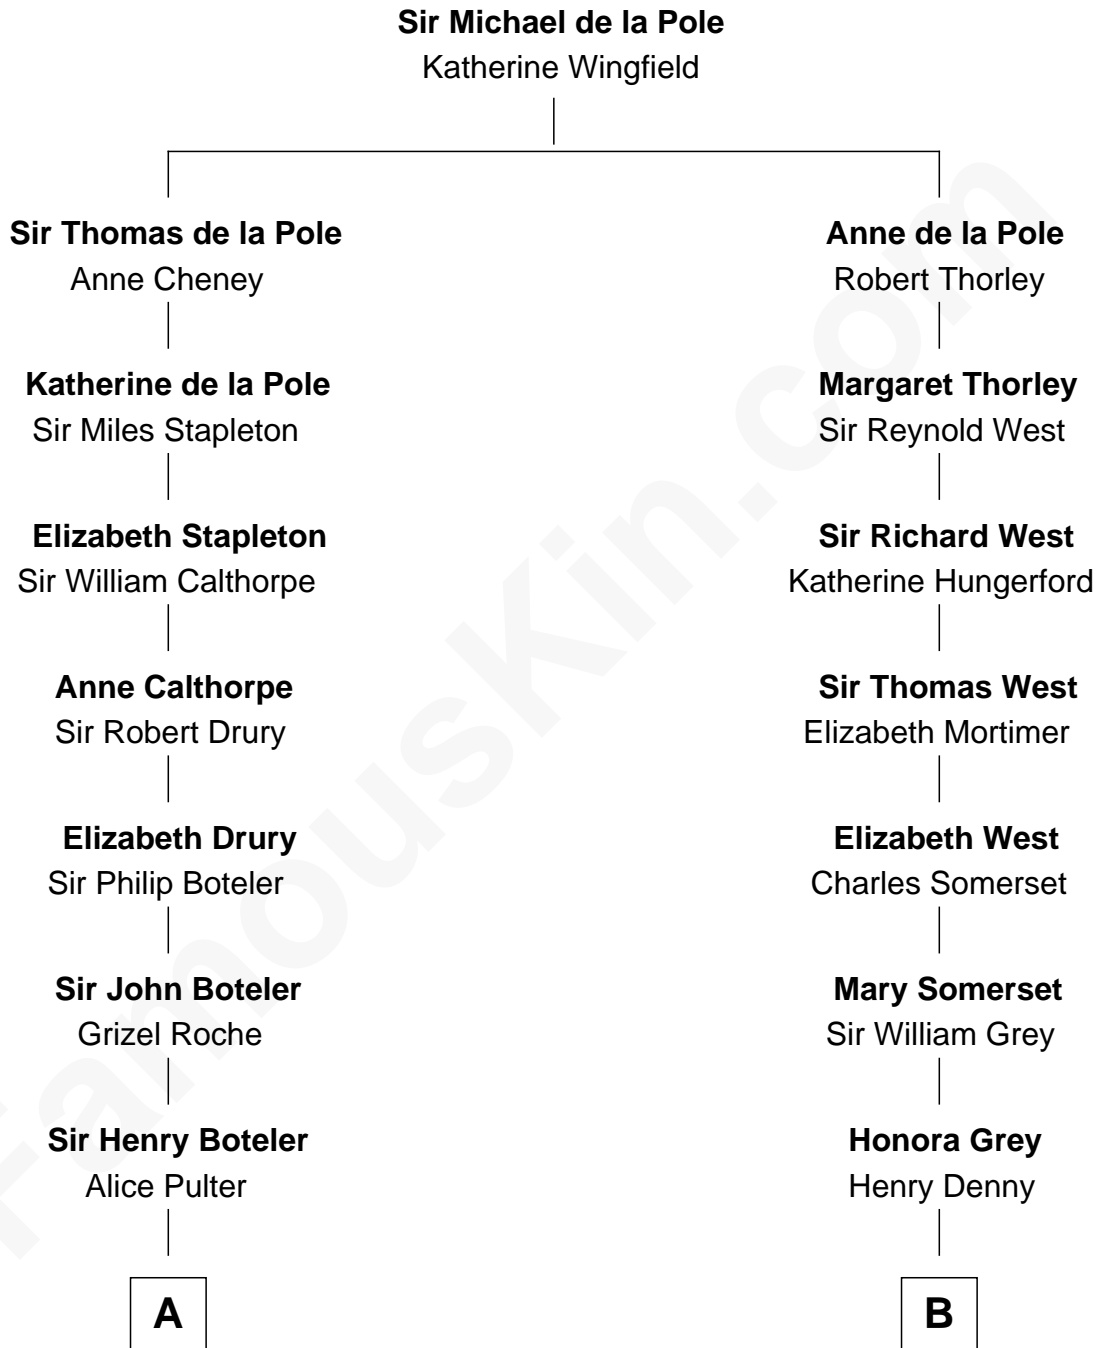 Sir Michael de la Pole
Katherine Wingfield
Sir Thomas de la Pole
Anne Cheney
Anne de la Pole
Robert Thorley
Katherine de la Pole
Sir Miles Stapleton
Margaret Thorley
Sir Reynold West
Elizabeth Stapleton
Sir William Calthorpe
Sir Richard West
Katherine Hungerford
Anne Calthorpe
Sir Robert Drury
Sir Thomas West
Elizabeth Mortimer
Elizabeth Drury
Sir Philip Boteler
Elizabeth West
Charles Somerset
Sir John Boteler
Grizel Roche
Mary Somerset
Sir William Grey
Sir Henry Boteler
Alice Pulter
Honora Grey
Henry Denny
A
B
FamousKin.com